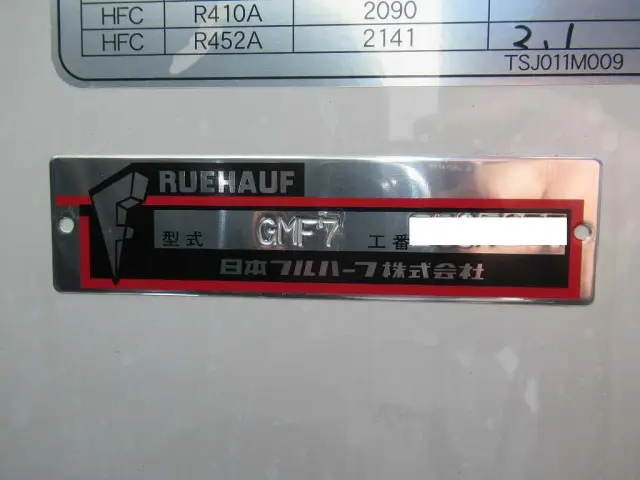 HFC R410A 2090
HFC R452A 2141 2.1
TSJ011M009
RUEHAUF
型式 GMF7 工番
日本フルハーフ株式会社